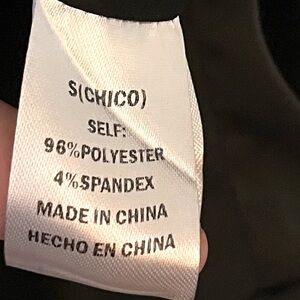 S(CHICO)
SELF:
96%POLYESTER
4%SPANDEX
MADE IN CHINA
HECHO EN CHINA